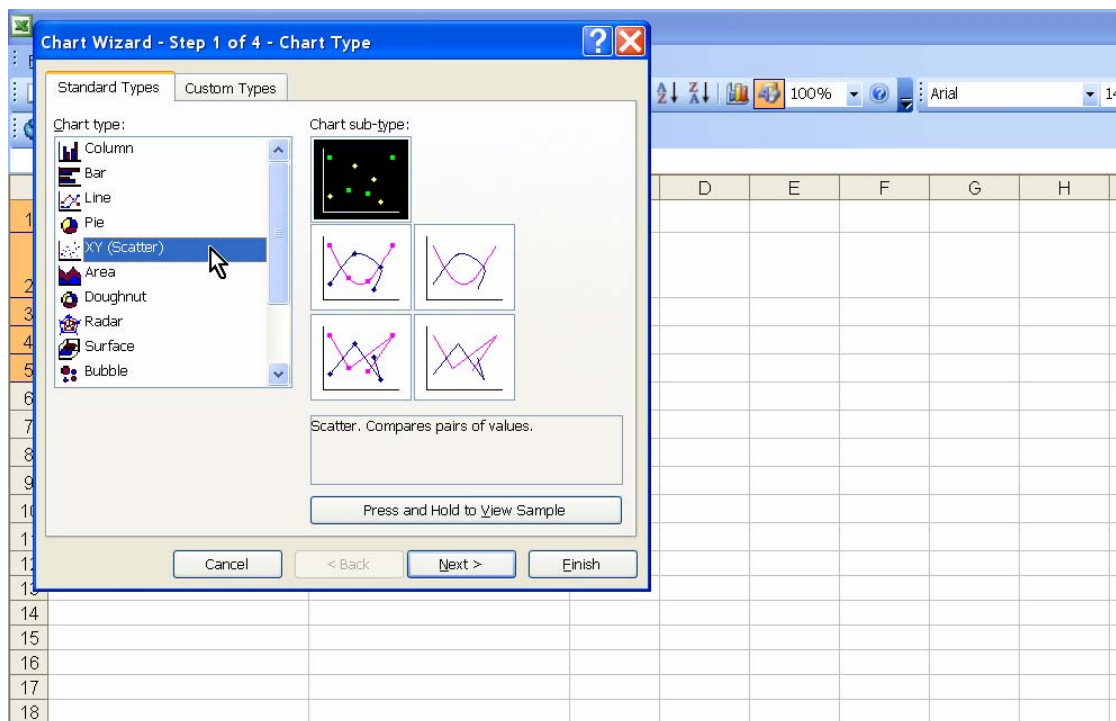 Chart Wizard - Step 1 of 4 - Chart Type
Standard Types
Custom Types
100%
Arial
Chart type:
Column
Bar
Line
Pie
XY (Scatter)
Area
Doughnut
Radar
Surface
Bubble
Chart sub-type:
Scatter. Compares pairs of values.
Press and Hold to View Sample
Cancel
< Back
Next >
Finish
D E F G H
1
2
3
4
5
6
7
8
9
10
11
12
13
14
15
16
17
18